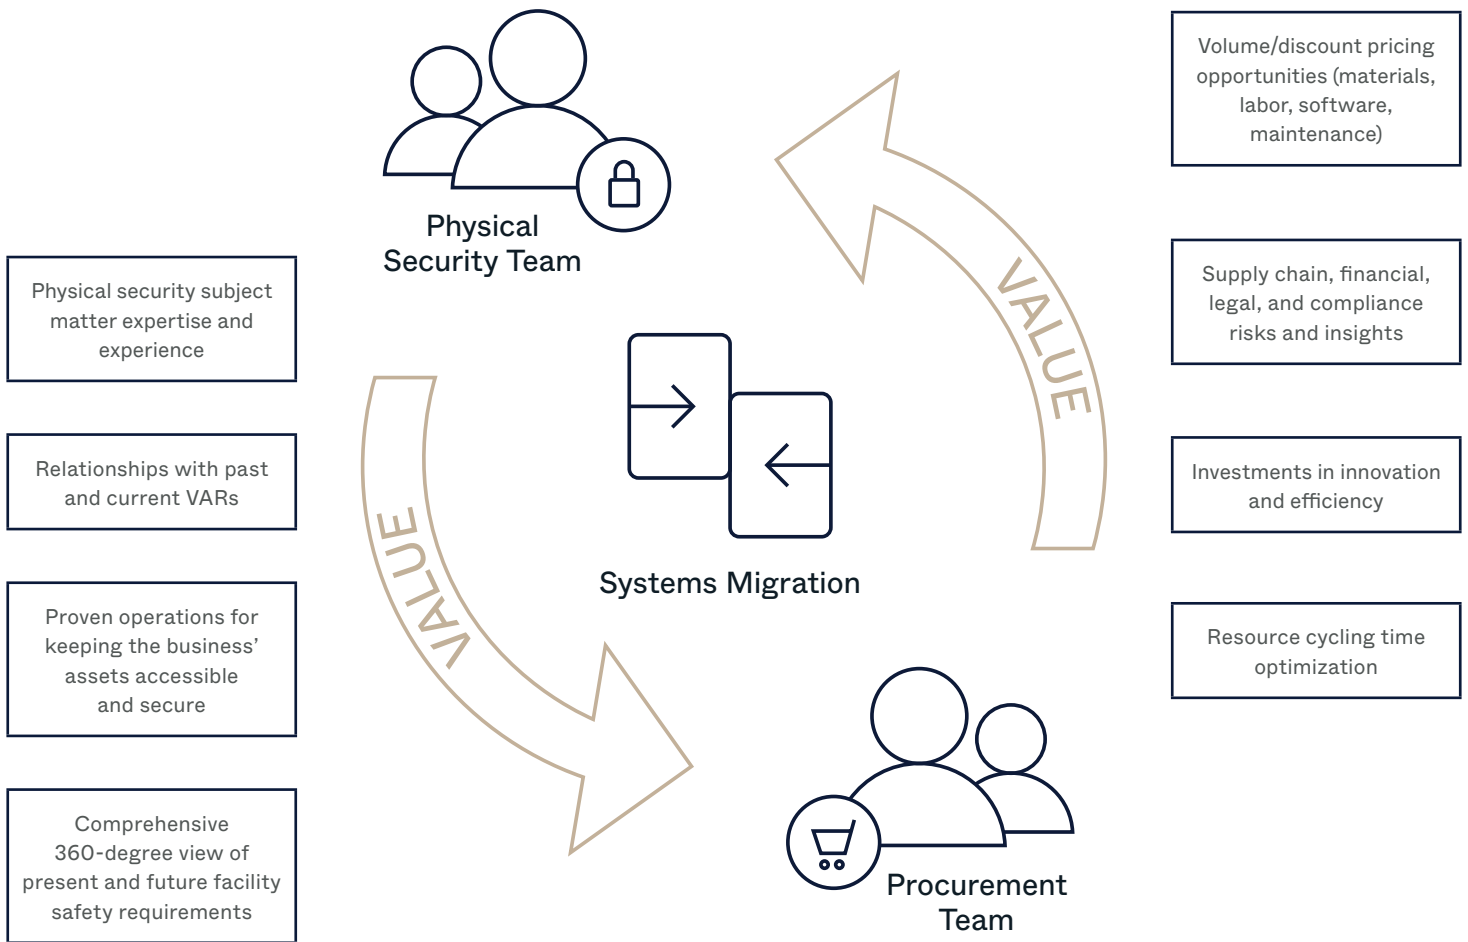 Physical
Security Team
Physical security subject
matter expertise and
experience
Relationships with past
and current VARs
Proven operations for
keeping the business’
assets accessible
and secure
Comprehensive
360-degree view of
present and future facility
safety requirements
VALUE
Systems Migration
VALUE
Procurement
Team
Volume/discount pricing
opportunities (materials,
labor, software,
maintenance)
Supply chain, financial,
legal, and compliance
risks and insights
Investments in innovation
and efficiency
Resource cycling time
optimization